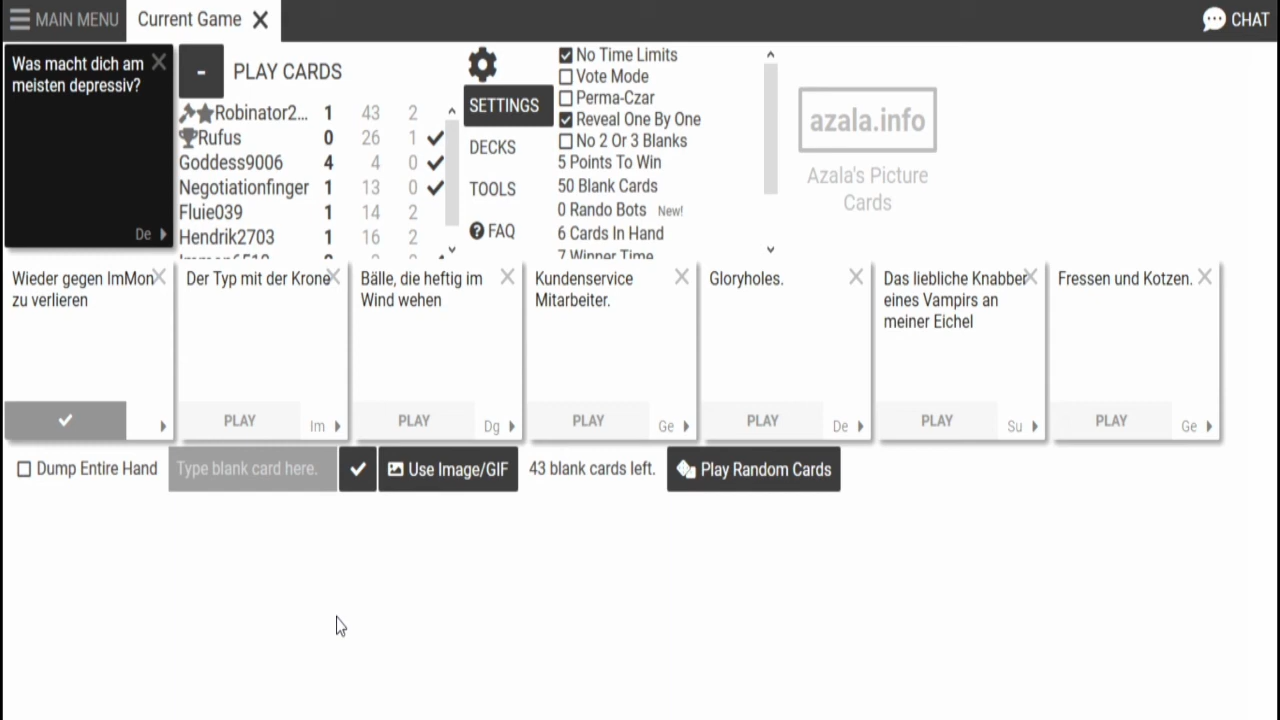 MAIN MENU
Current Game
CHAT
Was macht dich am
meisten depressiv?
De
-
PLAY CARDS
Robinator2... 1 43 2
Rufus 0 26 1
Goddess9006 4 4 0
Negotiationfinger 1 13 0
Fluie039 1 14 2
Hendrik2703 1 16 2
SETTINGS
DECKS
TOOLS
FAQ
No Time Limits
Vote Mode
Perma-Czar
Reveal One By One
No 2 Or 3 Blanks
5 Points To Win
50 Blank Cards
0 Rando Bots New!
6 Cards In Hand
7 Winner Time
azala.info
Azala's Picture
Cards
Wieder gegen ImMon
zu verlieren
Der Typ mit der Krone
PLAY
Im
Bälle, die heftig im
Wind wehen
PLAY
Dg
Kundenservice
Mitarbeiter.
PLAY
Ge
Gloryholes.
PLAY
De
Das liebliche Knabber
eines Vampirs an
meiner Eichel
PLAY
Su
Fressen und Kotzen.
PLAY
Ge
Dump Entire Hand
Type blank card here.
Use Image/GIF
43 blank cards left.
Play Random Cards